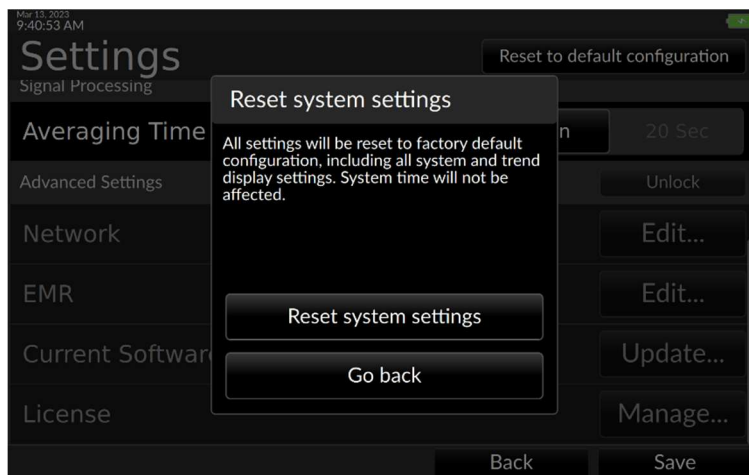 Mar 13, 2023
9:40:53 AM
Settings
Reset to default configuration
Signal Processing
Averaging Time
n
20 Sec
Advanced Settings
Unlock
Network
Edit...
EMR
Edit...
Current Softwar
Update...
License
Manage...
Back
Save
Reset system settings
All settings will be reset to factory default
configuration, including all system and trend
display settings. System time will not be
affected.
Reset system settings
Go back